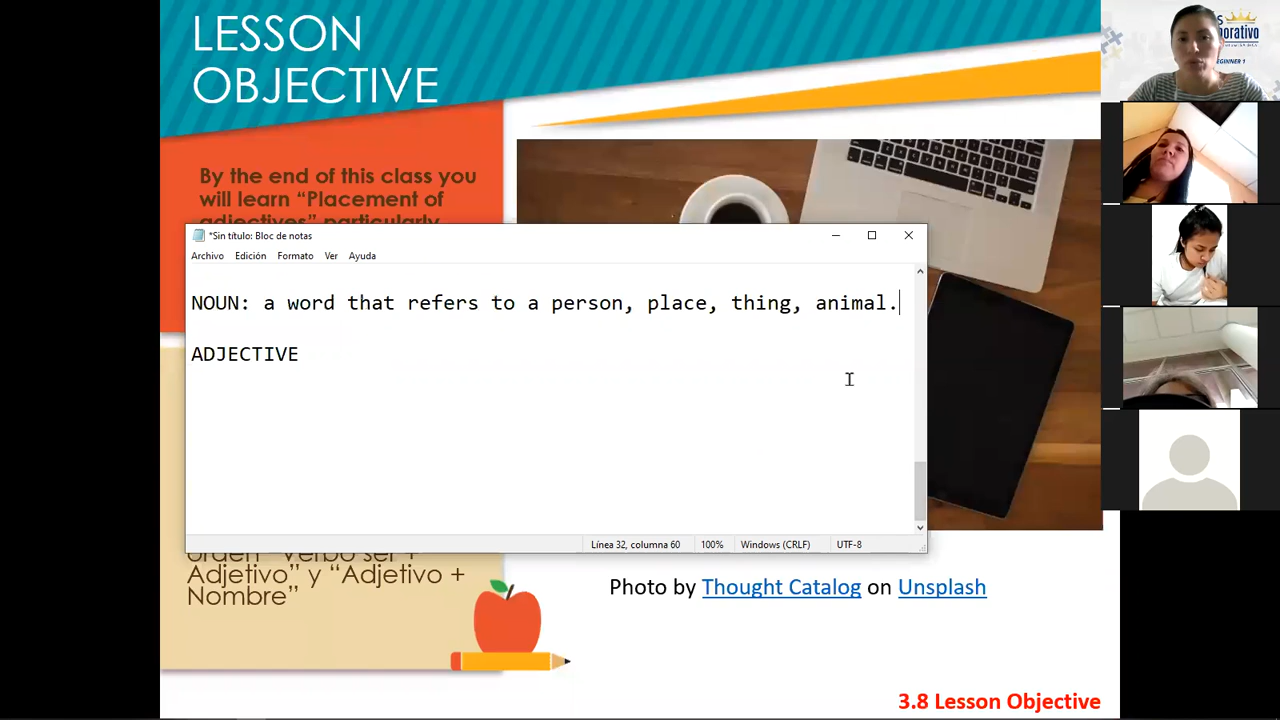 LESSON
OBJECTIVE
By the end of this class you
will learn “Placement of
adjectives” particularly
*Sin título: Bloc de notas
Archivo Edición Formato Ver Ayuda
NOUN: a word that refers to a person, place, thing, animal.
ADJECTIVE
Línea 32, columna 60 100% Windows (CRLF) UTF-8
orden “Verbo ser +
Adjetivo” y “Adjetivo +
Nombre”
Photo by Thought Catalog on Unsplash
3.8 Lesson Objective